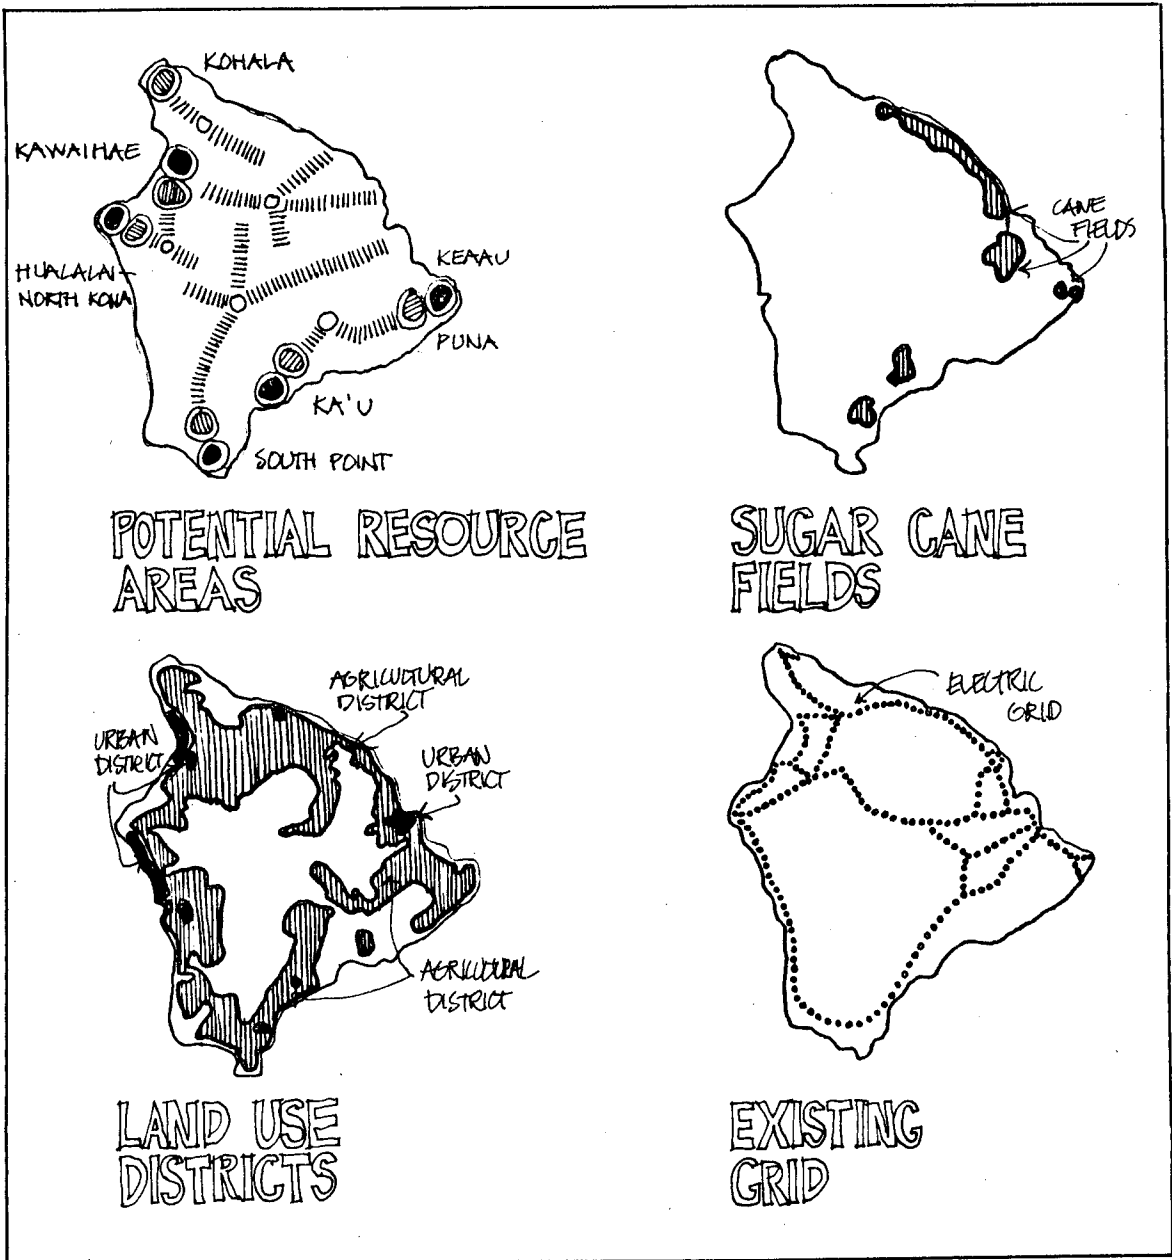 KOHALA
KAWAIHAE
HUALALAI-
NORTH KONA
KEAAU
PUNA
KA'U
SOUTH POINT
POTENTIAL RESOURCE
AREAS
CANE
FIELDS
SUGAR CANE
FIELDS
AGRICULTURAL
DISTRICT
URBAN
DISTRICT
URBAN
DISTRICT
AGRICULTURAL
DISTRICT
LAND USE
DISTRICTS
ELECTRIC
GRID
EXISTING
GRID